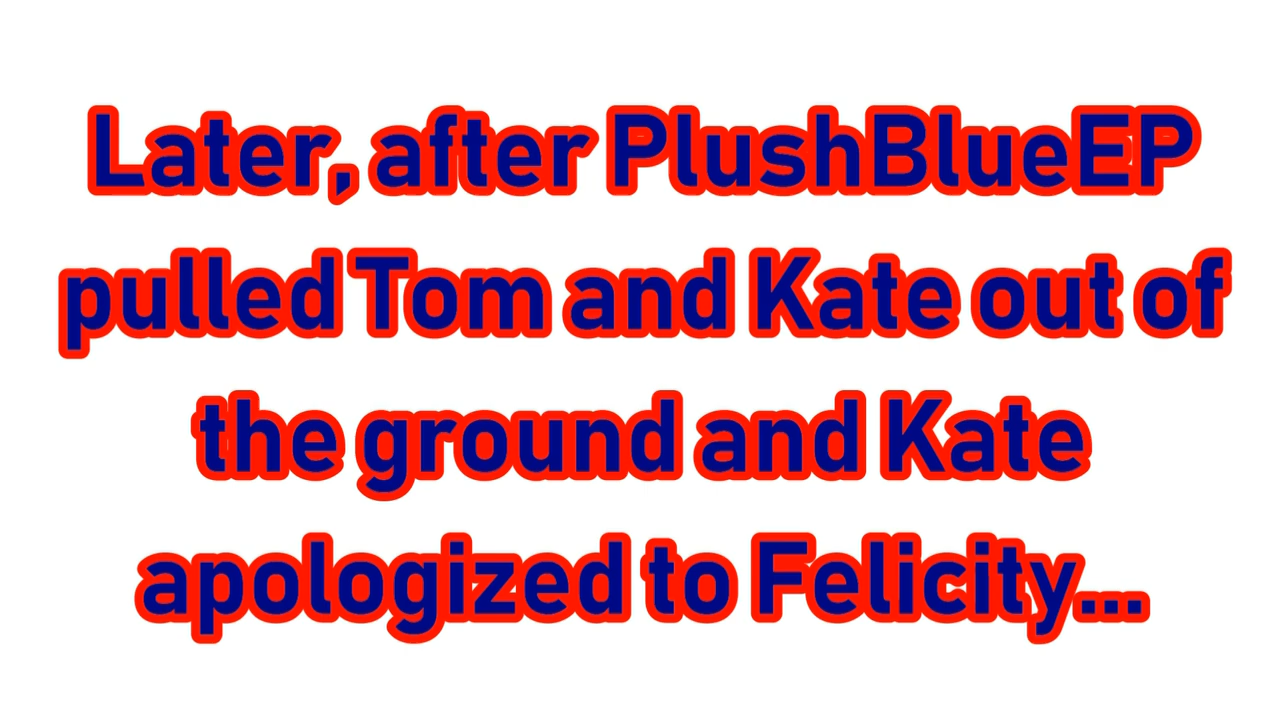 Later, after PlushBlueEP
pulled Tom and Kate out of
the ground and Kate
apologized to Felicity...